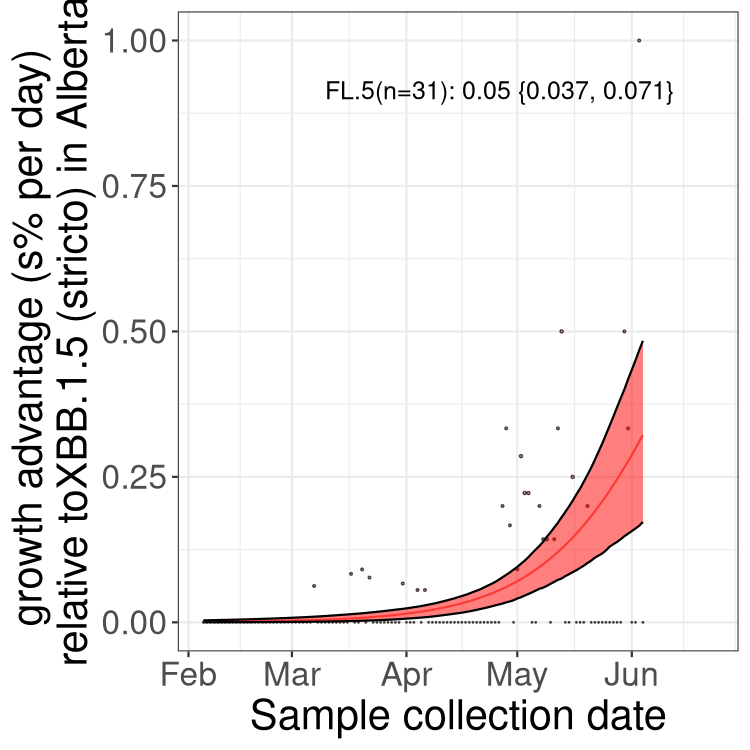 growth advantage (s% per day)
relative toXBB.1.5 (stricto) in Alberta
1.00
0.75
0.50
0.25
0.00
FL.5(n=31): 0.05 {0.037, 0.071}
Feb Mar Apr May Jun
Sample collection date